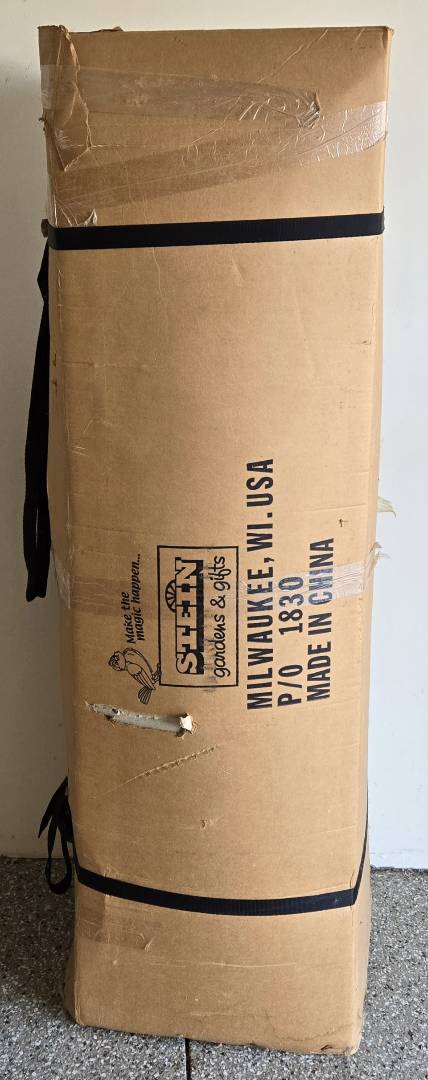 Make the
magic happen...
STEIN
gardens & gifts
MILWAUKEE, WI. USA
P/O 1830
MADE IN CHINA